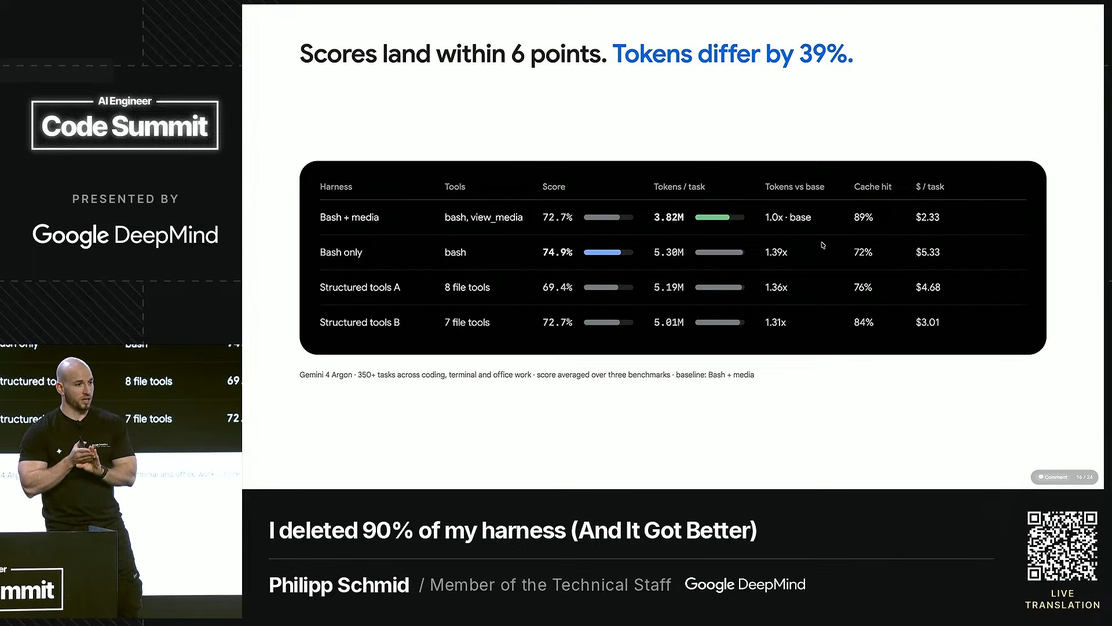 AI Engineer
Code Summit
PRESENTED BY
Google DeepMind
Scores land within 6 points. Tokens differ by 39%.
Harness Tools Score Tokens / task Tokens vs base Cache hit $ / task
Bash + media bash, view_media 72.7% 3.82M 1.0x · base 89% $2.33
Bash only bash 74.9% 5.30M 1.39x 72% $5.33
Structured tools A 8 file tools 69.4% 5.19M 1.36x 76% $4.68
Structured tools B 7 file tools 72.7% 5.01M 1.31x 84% $3.01
Gemini 4 Argon · 350+ tasks across coding, terminal and office work · score averaged over three benchmarks · baseline: Bash + media
Comment 16 / 24
8 file tools 69.
7 file tools 72.
mmit
I deleted 90% of my harness (And It Got Better)
Philipp Schmid / Member of the Technical Staff Google DeepMind
LIVE
TRANSLATION